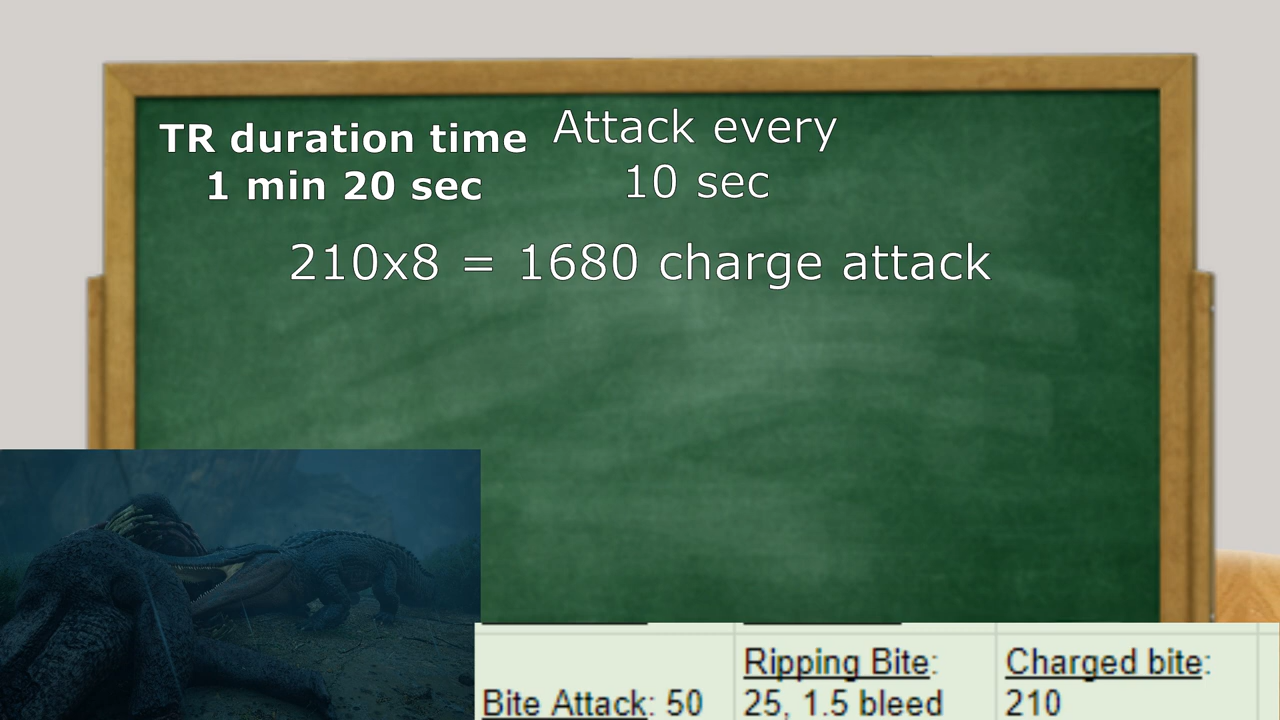 TR duration time
1 min 20 sec
Attack every
10 sec
210x8 = 1680 charge attack
Bite Attack: 50
Ripping Bite:
25, 1.5 bleed
Charged bite:
210